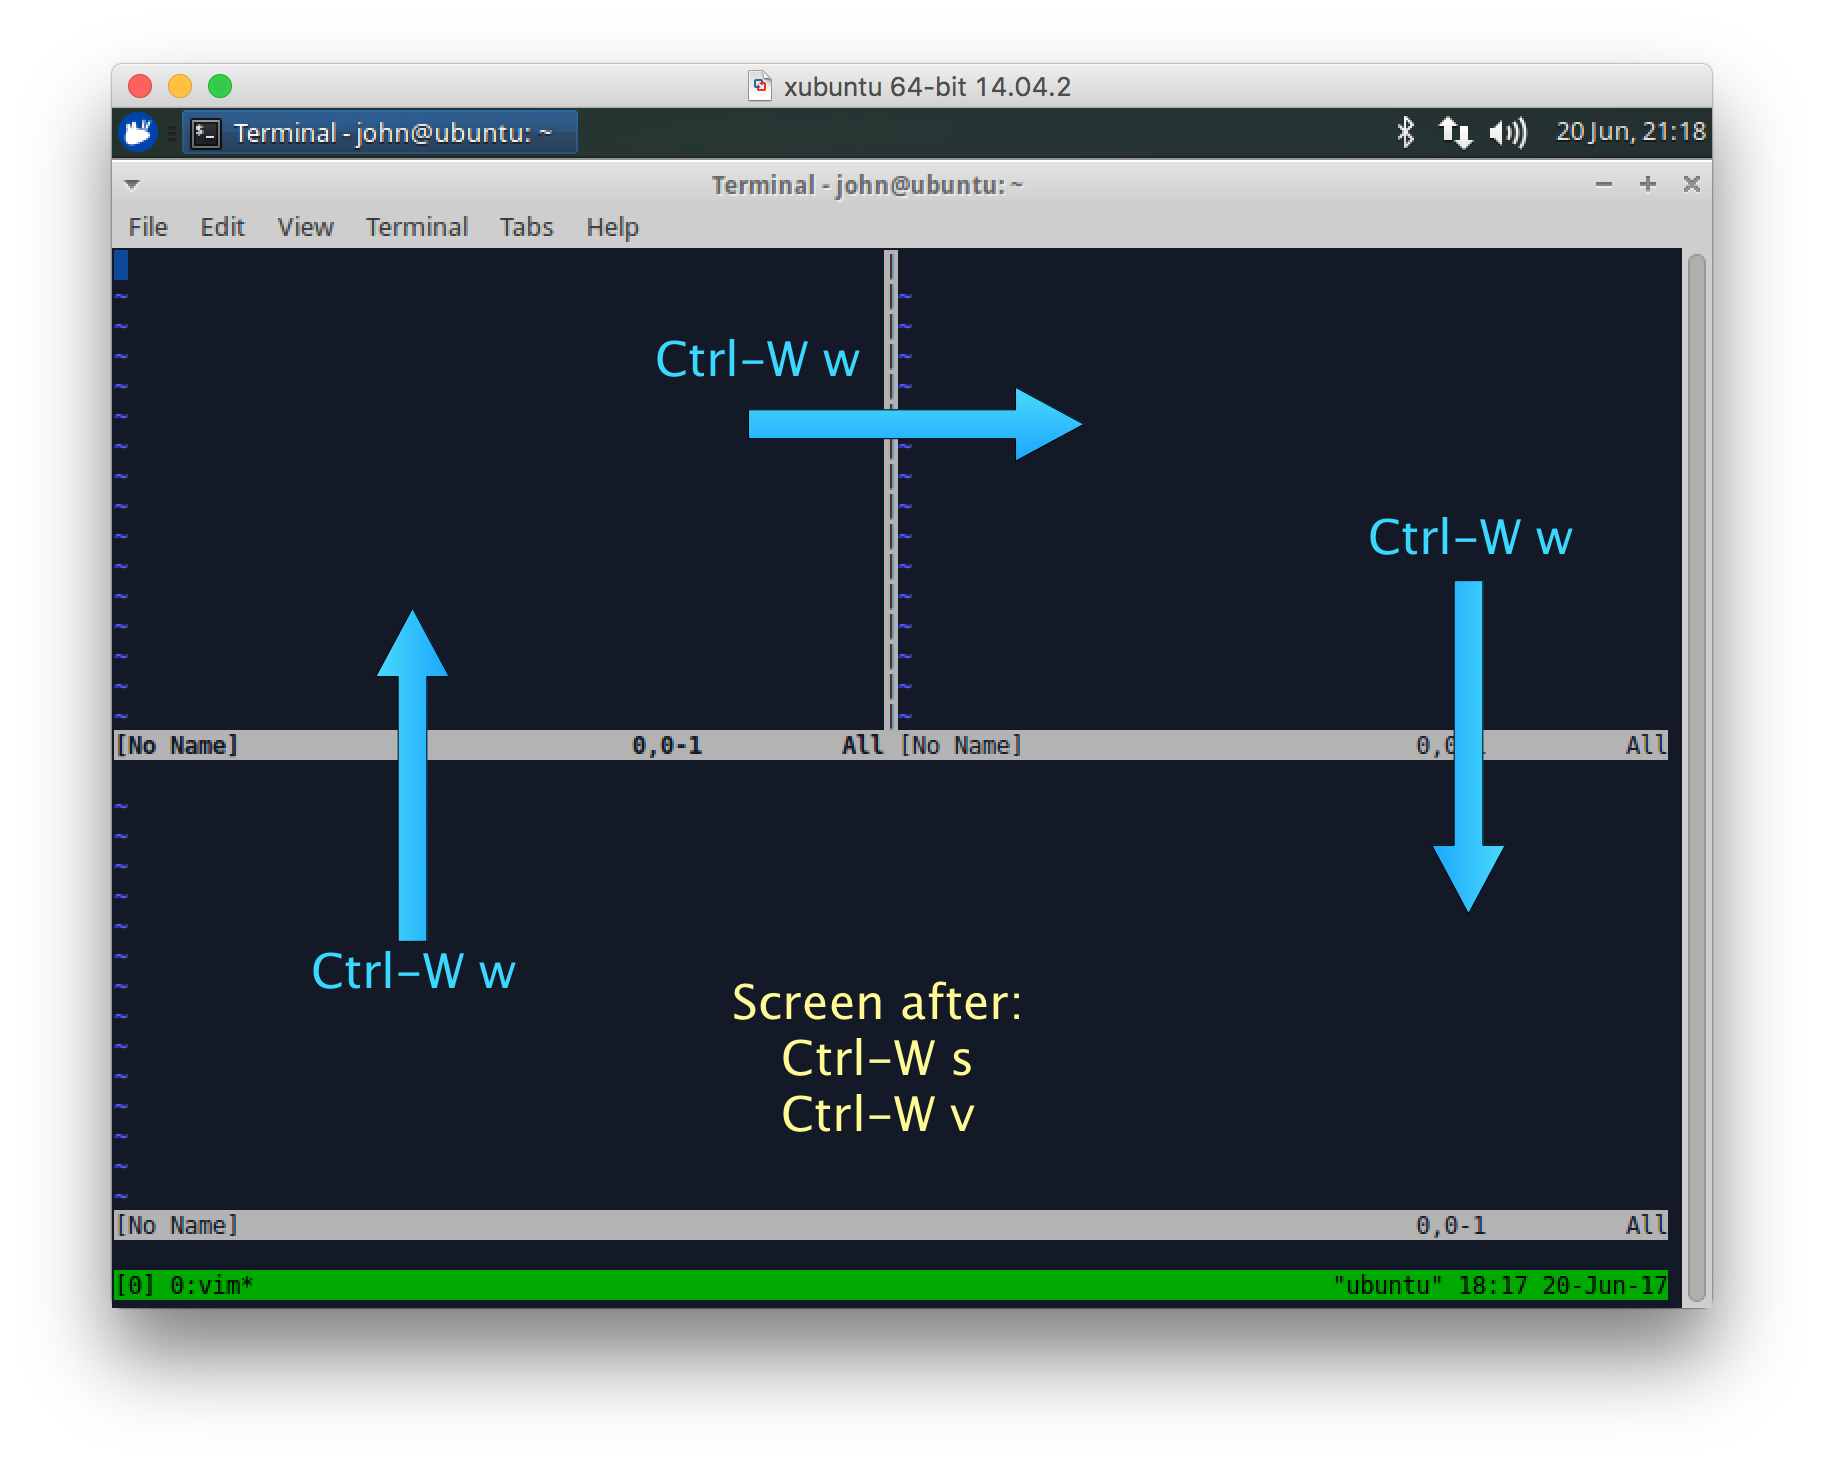 xubuntu 64-bit 14.04.2
Terminal - john@ubuntu: ~
20 Jun, 21:18
Terminal - john@ubuntu: ~
File Edit View Terminal Tabs Help
Ctrl-W w
Ctrl-W w
[No Name] 0,0-1 All
[No Name] 0,0 All
Ctrl-W w
Screen after:
Ctrl-W s
Ctrl-W v
[No Name] 0,0-1 All
[0] 0:vim* "ubuntu" 18:17 20-Jun-17